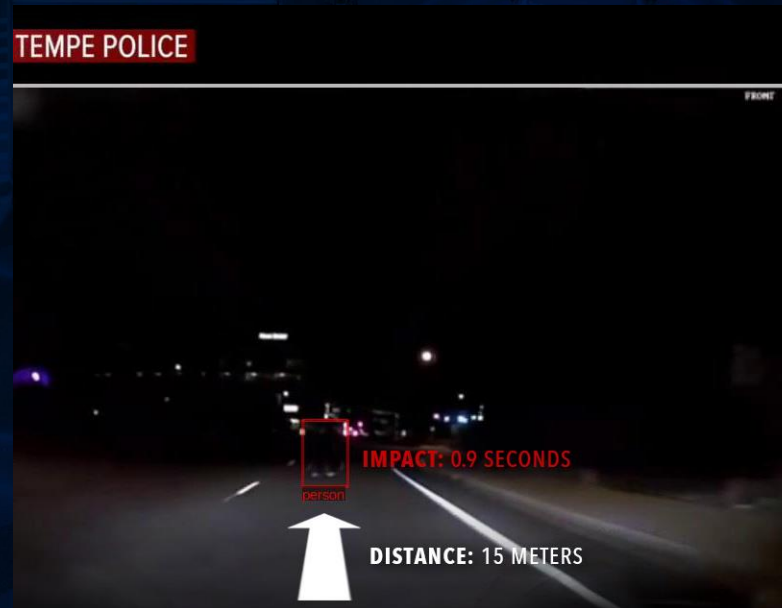 TEMPE POLICE
FRONT
IMPACT: 0.9 SECONDS
person
DISTANCE: 15 METERS